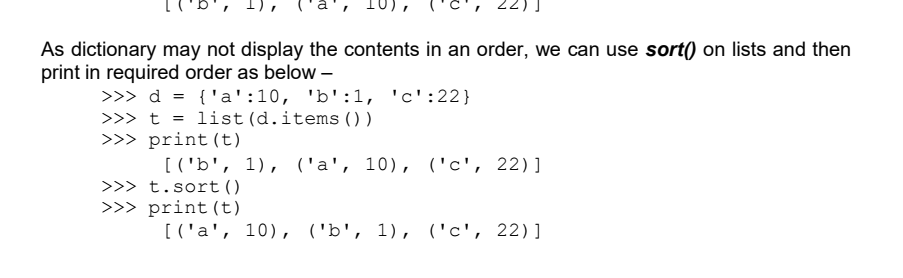 [('b', 1), ('a', 10), ('c', 22)]
As dictionary may not display the contents in an order, we can use sort() on lists and then
print in required order as below –
>>> d = {'a':10, 'b':1, 'c':22}
>>> t = list(d.items())
>>> print(t)
[('b', 1), ('a', 10), ('c', 22)]
>>> t.sort()
>>> print(t)
[('a', 10), ('b', 1), ('c', 22)]